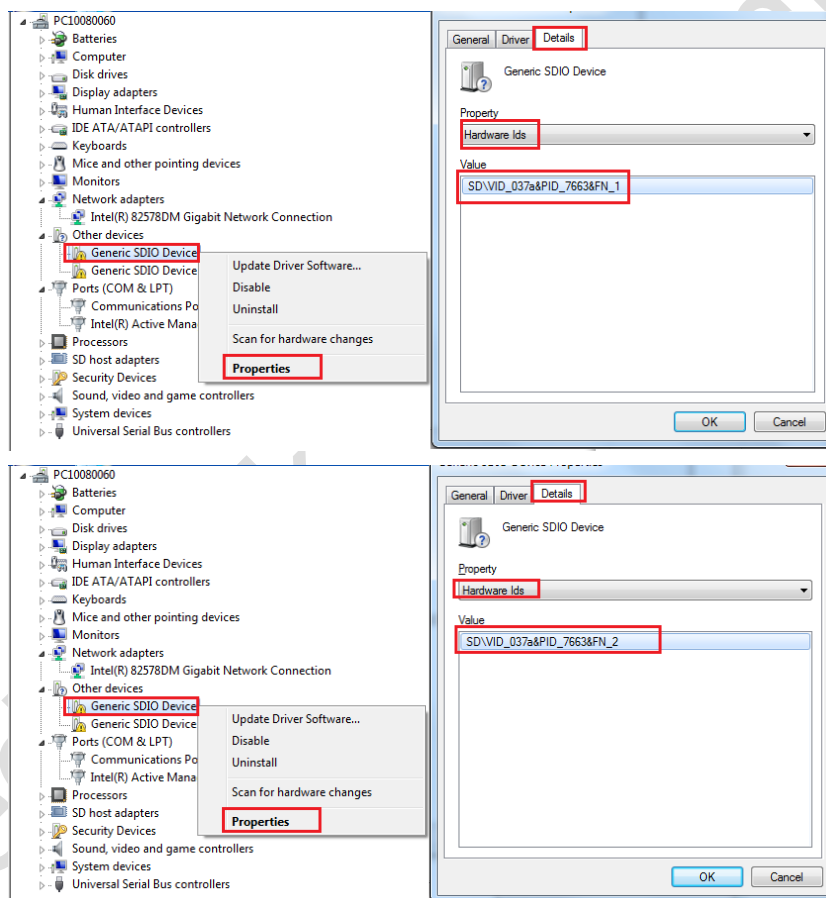 PC10080060
Batteries
Computer
Disk drives
Display adapters
Human Interface Devices
IDE ATA/ATAPI controllers
Keyboards
Mice and other pointing devices
Monitors
Network adapters
Intel(R) 82578DM Gigabit Network Connection
Other devices
Generic SDIO Device
Generic SDIO Device
Ports (COM & LPT)
Communications Po
Intel(R) Active Mana
Processors
SD host adapters
Security Devices
Sound, video and game controllers
System devices
Universal Serial Bus controllers
Update Driver Software...
Disable
Uninstall
Scan for hardware changes
Properties
General Driver Details
Generic SDIO Device
Property
Hardware Ids
Value
SD\VID_037a&PID_7663&FN_1
OK Cancel
PC10080060
Batteries
Computer
Disk drives
Display adapters
Human Interface Devices
IDE ATA/ATAPI controllers
Keyboards
Mice and other pointing devices
Monitors
Network adapters
Intel(R) 82578DM Gigabit Network Connection
Other devices
Generic SDIO Device
Generic SDIO Device
Ports (COM & LPT)
Communications Po
Intel(R) Active Mana
Processors
SD host adapters
Security Devices
Sound, video and game controllers
System devices
Universal Serial Bus controllers
Update Driver Software...
Disable
Uninstall
Scan for hardware changes
Properties
General Driver Details
Generic SDIO Device
Property
Hardware Ids
Value
SD\VID_037a&PID_7663&FN_2
OK Cancel